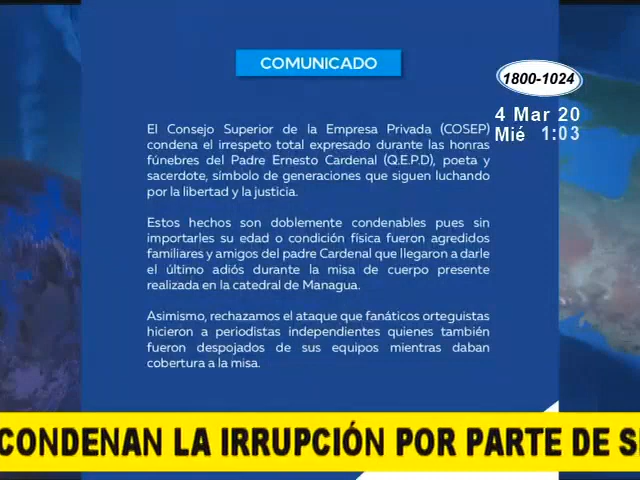 COMUNICADO
1800-1024
4 Mar 20
Mié 1:03
El Consejo Superior de la Empresa Privada (COSEP)
condena el irrespeto total expresado durante las honras
fúnebres del Padre Ernesto Cardenal (Q.E.P.D), poeta y
sacerdote, símbolo de generaciones que siguen luchando
por la libertad y la justicia.
Estos hechos son doblemente condenables pues sin
importarles su edad o condición física fueron agredidos
familiares y amigos del padre Cardenal que llegaron a darle
el último adiós durante la misa de cuerpo presente
realizada en la catedral de Managua.
Asimismo, rechazamos el ataque que fanáticos orteguistas
hicieron a periodistas independientes quienes también
fueron despojados de sus equipos mientras daban
cobertura a la misa.
CONDENAN LA IRRUPCIÓN POR PARTE DE